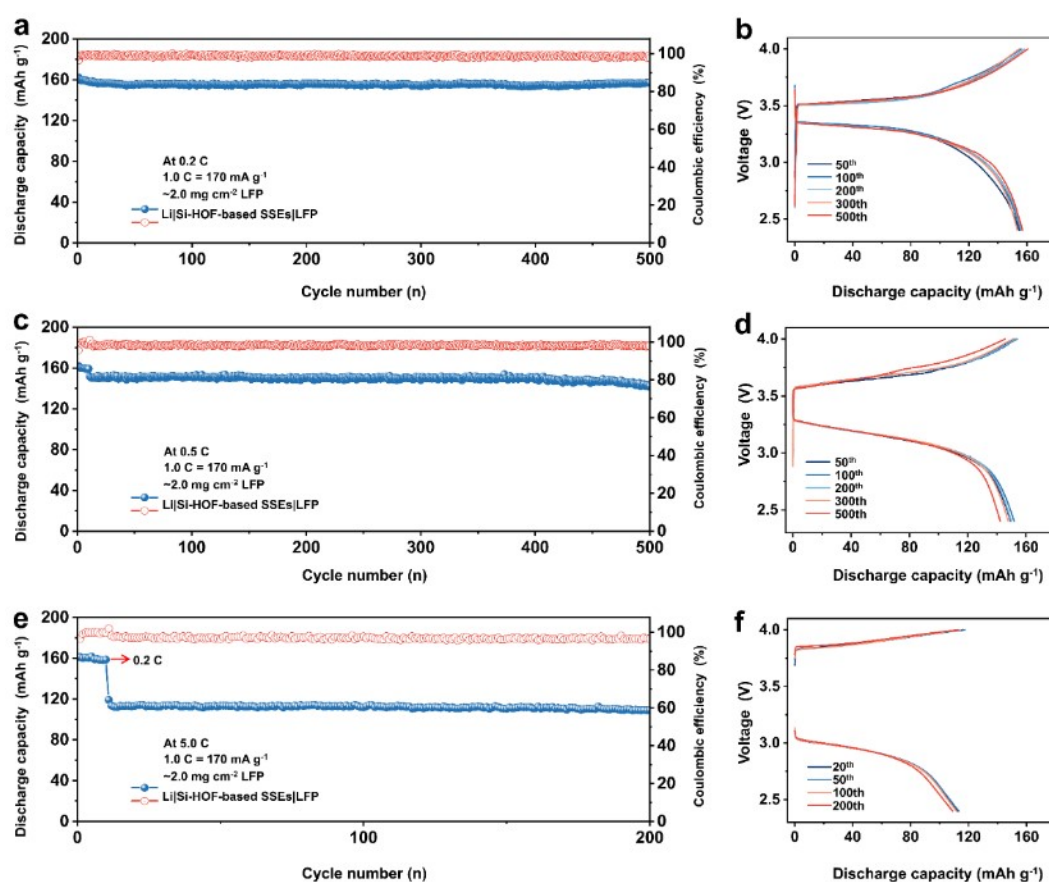 a
200
160
120
80
40
0
Discharge capacity (mAh g⁻¹)
At 0.2 C
1.0 C = 170 mA g⁻¹
~2.0 mg cm⁻² LFP
Li|Si-HOF-based SSEs|LFP
0 100 200 300 400 500
Cycle number (n)
100
80
60
40
20
0
Coulombic efficiency (%)
b
4.0
3.5
3.0
2.5
Voltage (V)
50ᵗʰ
100ᵗʰ
200ᵗʰ
300th
500th
0 40 80 120 160
Discharge capacity (mAh g⁻¹)
c
200
160
120
80
40
0
Discharge capacity (mAh g⁻¹)
At 0.5 C
1.0 C = 170 mA g⁻¹
~2.0 mg cm⁻² LFP
Li|Si-HOF-based SSEs|LFP
0 100 200 300 400 500
Cycle number (n)
100
80
60
40
20
0
Coulombic efficiency (%)
d
4.0
3.5
3.0
2.5
Voltage (V)
50ᵗʰ
100ᵗʰ
200ᵗʰ
300th
500th
0 40 80 120 160
Discharge capacity (mAh g⁻¹)
e
200
160
120
80
40
0
Discharge capacity (mAh g⁻¹)
0.2 C
At 5.0 C
1.0 C = 170 mA g⁻¹
~2.0 mg cm⁻² LFP
Li|Si-HOF-based SSEs|LFP
0 100 200
Cycle number (n)
100
80
60
40
20
0
Coulombic efficiency (%)
f
4.0
3.5
3.0
2.5
Voltage (V)
20ᵗʰ
50ᵗʰ
100th
200th
0 40 80 120 160
Discharge capacity (mAh g⁻¹)